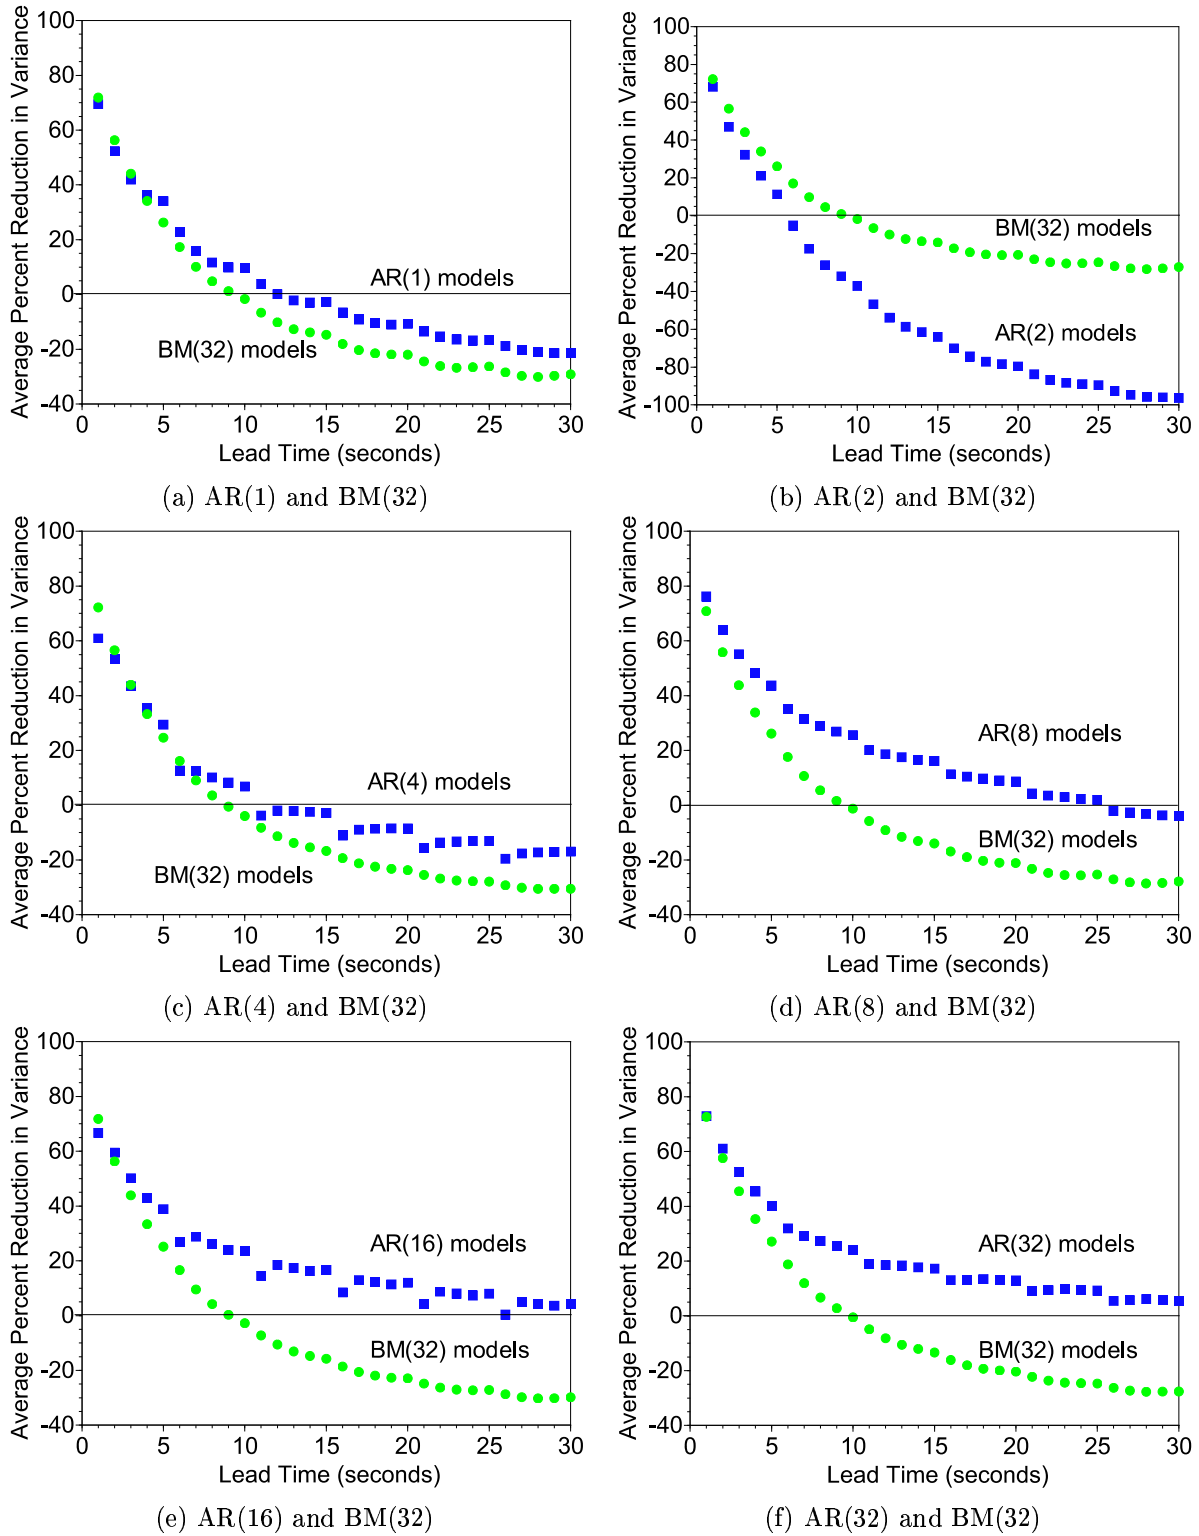 Average Percent Reduction in Variance
100
80
60
40
20
0
-20
-40
AR(1) models
BM(32) models
0 5 10 15 20 25 30
Lead Time (seconds)
(a) AR(1) and BM(32)
Average Percent Reduction in Variance
100
80
60
40
20
0
-20
-40
-60
-80
-100
BM(32) models
AR(2) models
0 5 10 15 20 25 30
Lead Time (seconds)
(b) AR(2) and BM(32)
Average Percent Reduction in Variance
100
80
60
40
20
0
-20
-40
AR(4) models
BM(32) models
0 5 10 15 20 25 30
Lead Time (seconds)
(c) AR(4) and BM(32)
Average Percent Reduction in Variance
100
80
60
40
20
0
-20
-40
AR(8) models
BM(32) models
0 5 10 15 20 25 30
Lead Time (seconds)
(d) AR(8) and BM(32)
Average Percent Reduction in Variance
100
80
60
40
20
0
-20
-40
AR(16) models
BM(32) models
0 5 10 15 20 25 30
Lead Time (seconds)
(e) AR(16) and BM(32)
Average Percent Reduction in Variance
100
80
60
40
20
0
-20
-40
AR(32) models
BM(32) models
0 5 10 15 20 25 30
Lead Time (seconds)
(f) AR(32) and BM(32)